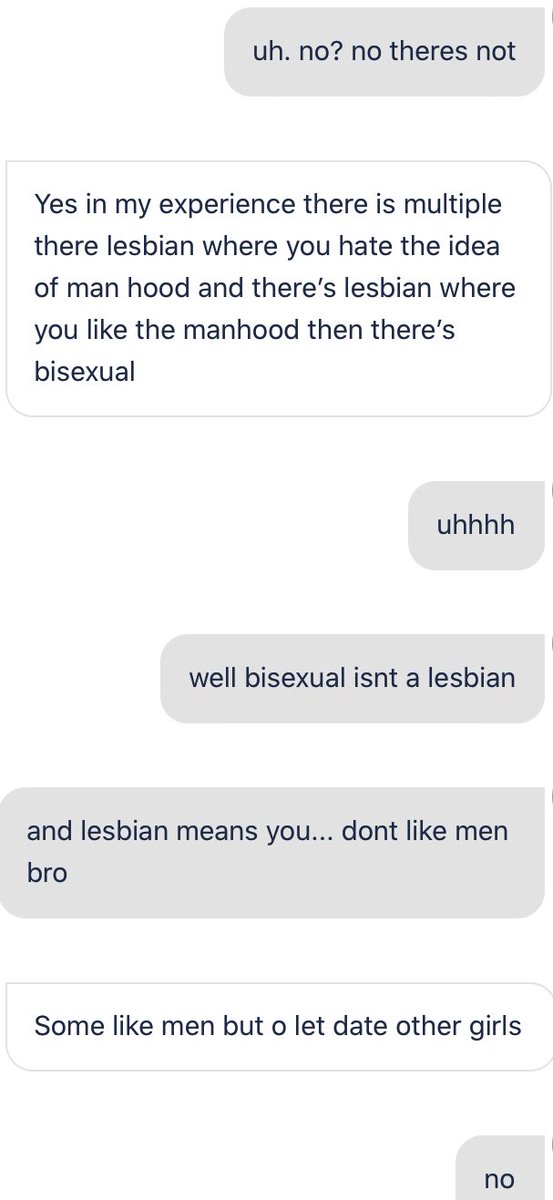 uh. no? no theres not
Yes in my experience there is multiple
there lesbian where you hate the idea
of man hood and there’s lesbian where
you like the manhood then there’s
bisexual
uhhhh
well bisexual isnt a lesbian
and lesbian means you... dont like men
bro
Some like men but o let date other girls
no